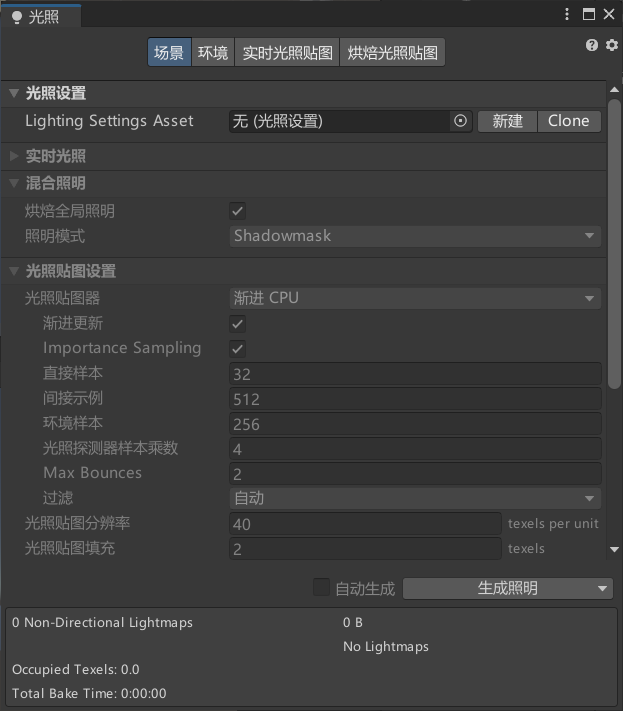 光照
场景 环境 实时光照贴图 烘焙光照贴图
光照设置
Lighting Settings Asset 无 (光照设置) 新建 Clone
实时光照
混合照明
烘焙全局照明
照明模式 Shadowmask
光照贴图设置
光照贴图器 渐进 CPU
渐进更新
Importance Sampling
直接样本 32
间接示例 512
环境样本 256
光照探测器样本乘数 4
Max Bounces 2
过滤 自动
光照贴图分辨率 40 texels per unit
光照贴图填充 2 texels
自动生成 生成照明
0 Non-Directional Lightmaps 0 B
No Lightmaps
Occupied Texels: 0.0
Total Bake Time: 0:00:00